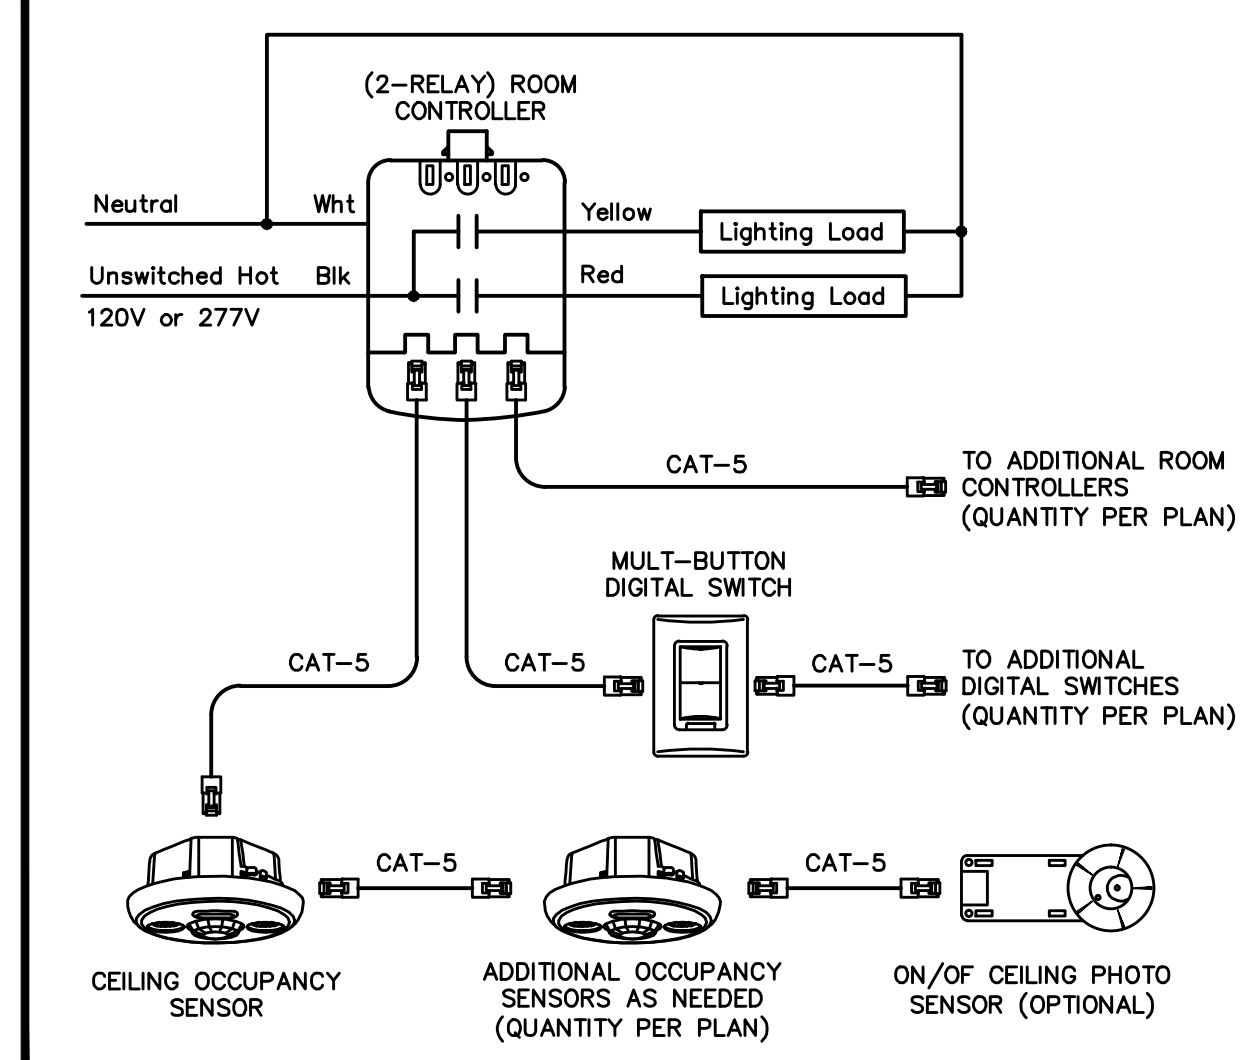 (2-RELAY) ROOM
CONTROLLER
Neutral
Wht
Yellow
Lighting Load
Unswitched Hot
Blk
Red
Lighting Load
120V or 277V
CAT-5
TO ADDITIONAL ROOM
CONTROLLERS
(QUANTITY PER PLAN)
MULT-BUTTON
DIGITAL SWITCH
CAT-5
CAT-5
CAT-5
TO ADDITIONAL
DIGITAL SWITCHES
(QUANTITY PER PLAN)
CAT-5
CAT-5
CEILING OCCUPANCY
SENSOR
ADDITIONAL OCCUPANCY
SENSORS AS NEEDED
(QUANTITY PER PLAN)
ON/OF CEILING PHOTO
SENSOR (OPTIONAL)